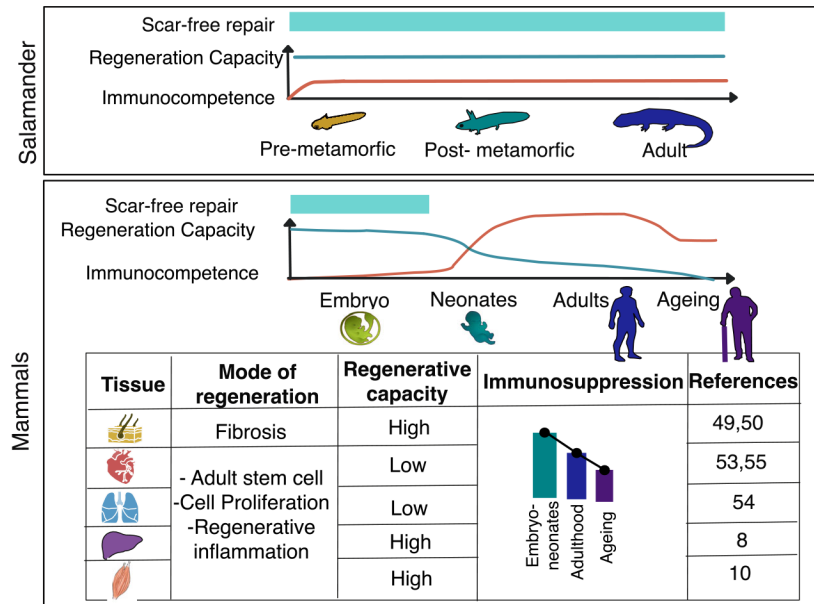 Salamander
Scar-free repair
Regeneration Capacity
Immunocompetence
Pre-metamorfic
Post- metamorfic
Adult
Mammals
Scar-free repair
Regeneration Capacity
Immunocompetence
Embryo
Neonates
Adults
Ageing
Tissue
Mode of
regeneration
Regenerative
capacity
Immunosuppression
References
Fibrosis
High
49,50
- Adult stem cell
-Cell Proliferation
-Regenerative
inflammation
Low
53,55
Low
54
High
8
High
10
Embryo-
neonates
Adulthood
Ageing